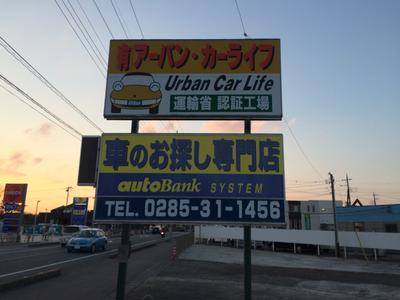 有 アーバン・カーライフ
Urban Car Life
運輸省 認証工場
車のお探し専門店
autoBank SYSTEM
TEL. 0285-31-1456